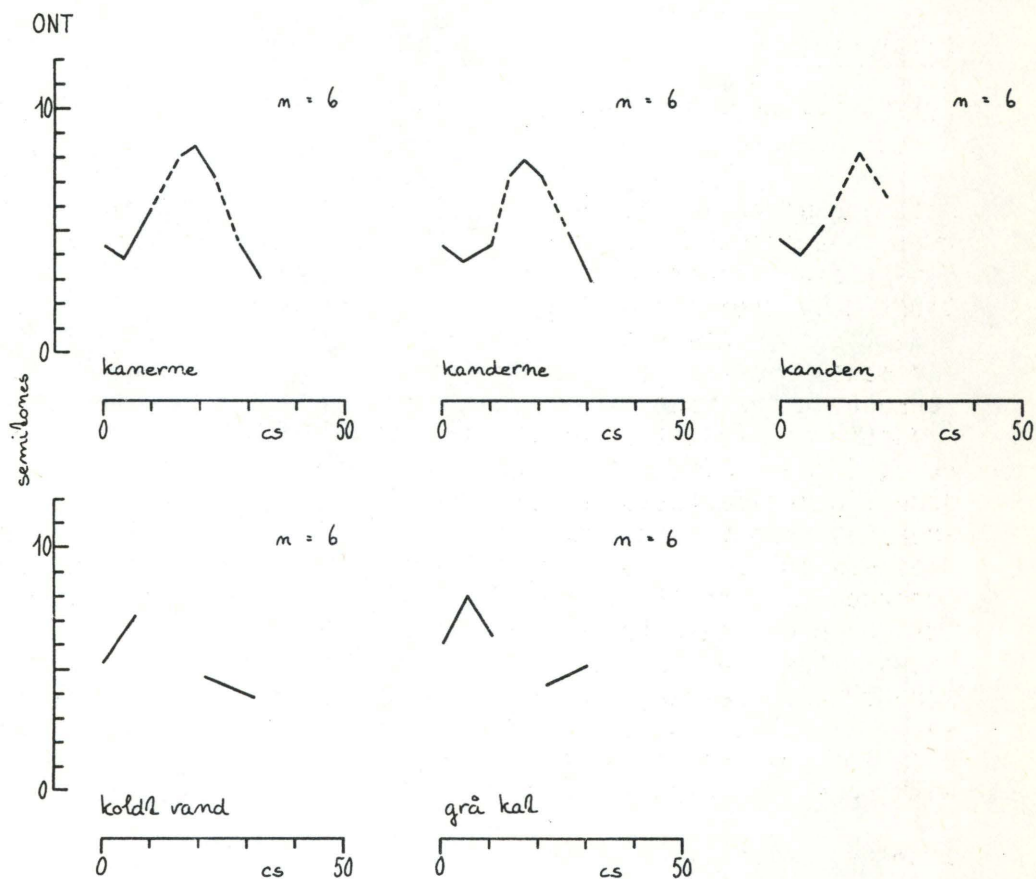 ONT
10
0
semitones
n = 6
kanerne
0 cs 50
n = 6
kanderne
0 cs 50
n = 6
kanden
0 cs 50
10
0
n = 6
koldt vand
0 cs 50
n = 6
grå kat
0 cs 50